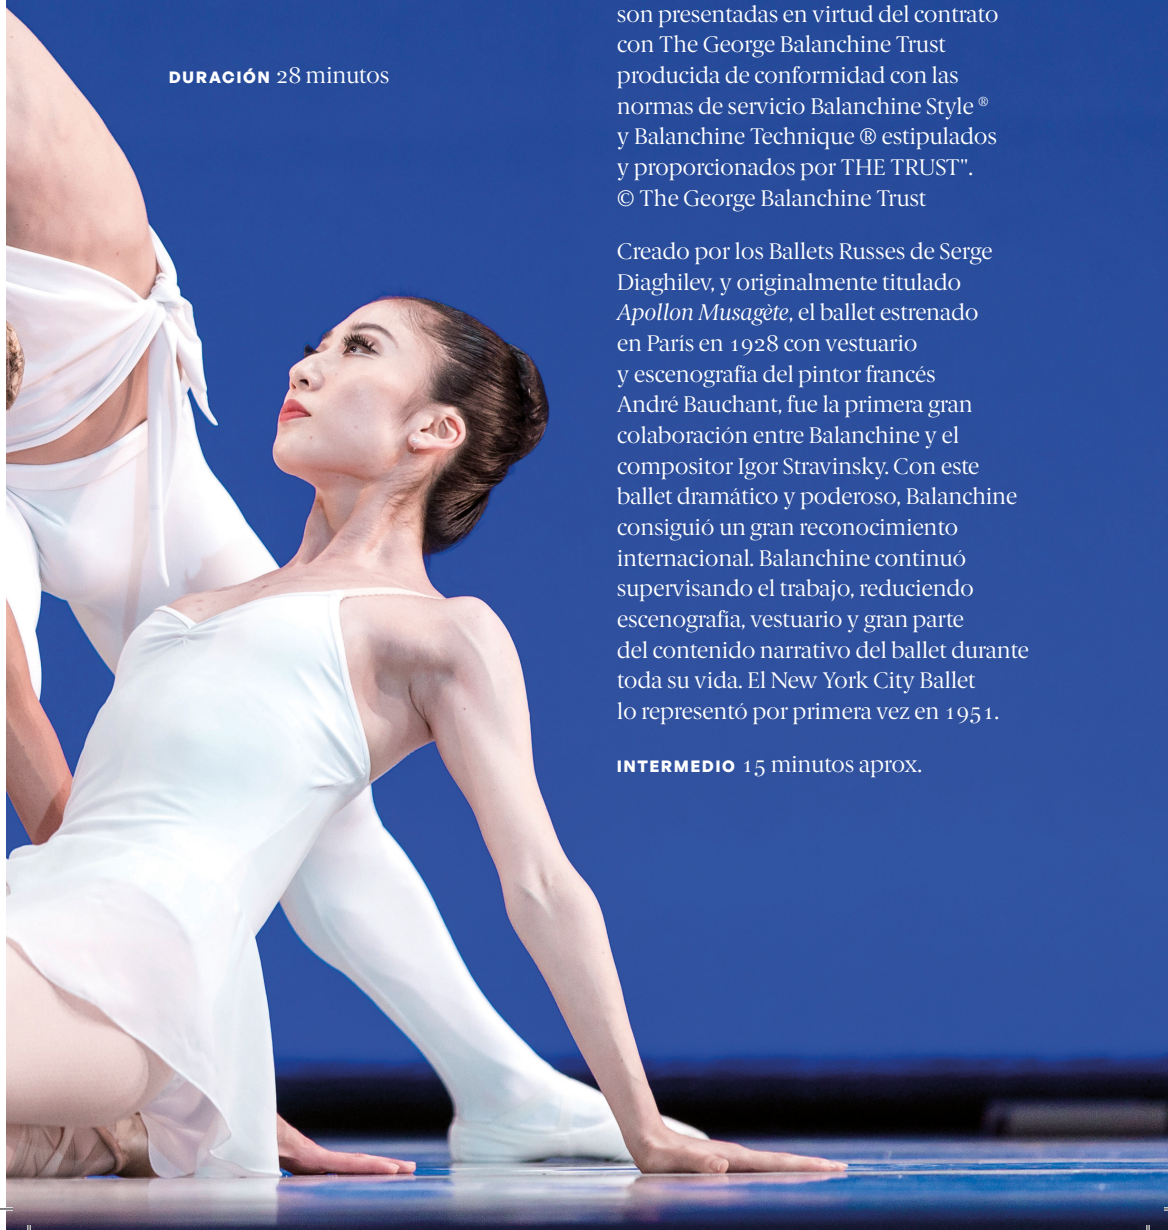 DURACIÓN 28 minutos
son presentadas en virtud del contrato
con The George Balanchine Trust
producida de conformidad con las
normas de servicio Balanchine Style ®
y Balanchine Technique ® estipulados
y proporcionados por THE TRUST".
© The George Balanchine Trust
Creado por los Ballets Russes de Serge
Diaghilev, y originalmente titulado
Apollon Musagète, el ballet estrenado
en París en 1928 con vestuario
y escenografía del pintor francés
André Bauchant, fue la primera gran
colaboración entre Balanchine y el
compositor Igor Stravinsky. Con este
ballet dramático y poderoso, Balanchine
consiguió un gran reconocimiento
internacional. Balanchine continuó
supervisando el trabajo, reduciendo
escenografía, vestuario y gran parte
del contenido narrativo del ballet durante
toda su vida. El New York City Ballet
lo representó por primera vez en 1951.
INTERMEDIO 15 minutos aprox.